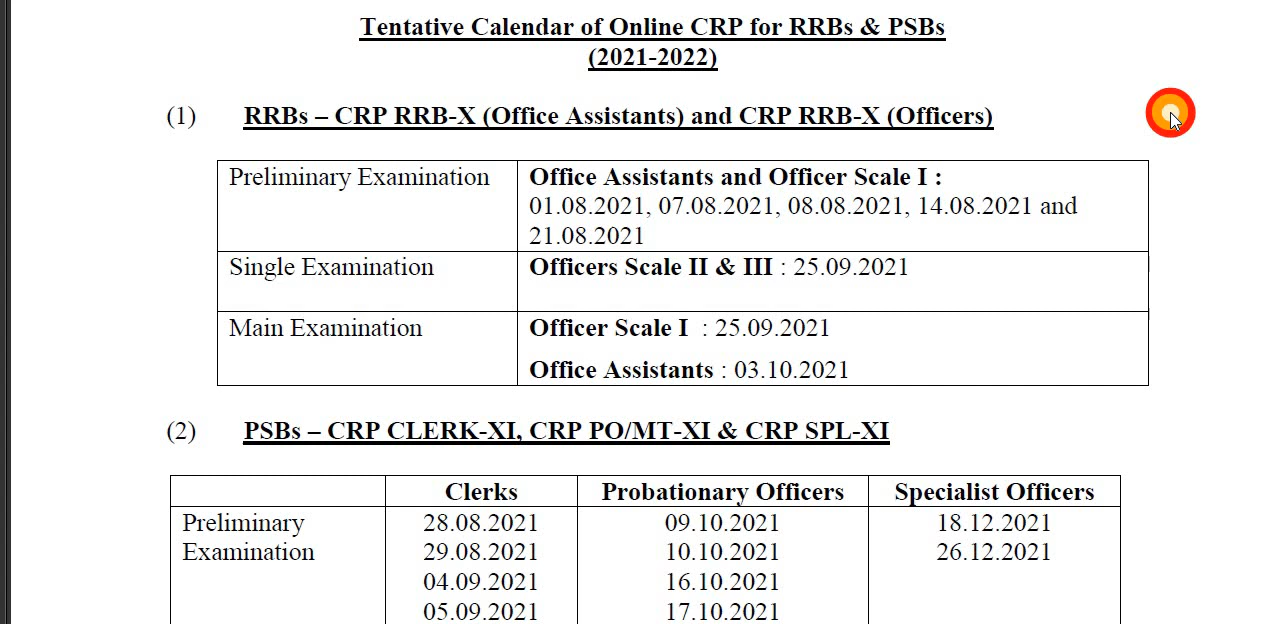 Tentative Calendar of Online CRP for RRBs & PSBs
(2021-2022)
(1) RRBs – CRP RRB-X (Office Assistants) and CRP RRB-X (Officers)
Preliminary Examination Office Assistants and Officer Scale I :
01.08.2021, 07.08.2021, 08.08.2021, 14.08.2021 and
21.08.2021
Single Examination Officers Scale II & III : 25.09.2021
Main Examination Officer Scale I : 25.09.2021
Office Assistants : 03.10.2021
(2) PSBs – CRP CLERK-XI, CRP PO/MT-XI & CRP SPL-XI
Clerks Probationary Officers Specialist Officers
Preliminary 28.08.2021 09.10.2021 18.12.2021
Examination 29.08.2021 10.10.2021 26.12.2021
04.09.2021 16.10.2021
05.09.2021 17.10.2021